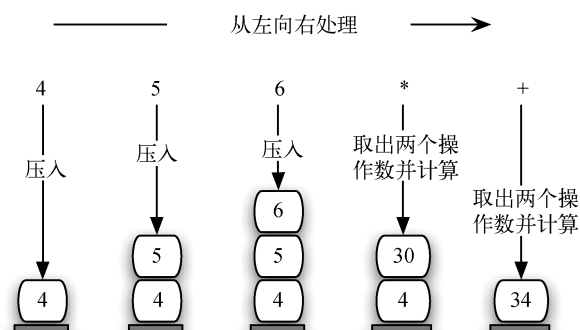 从左向右处理
4 5 6 * +
压入
压入
压入
取出两个操
作数并计算
取出两个操
作数并计算
6
5 5 30
4 4 4 4 34